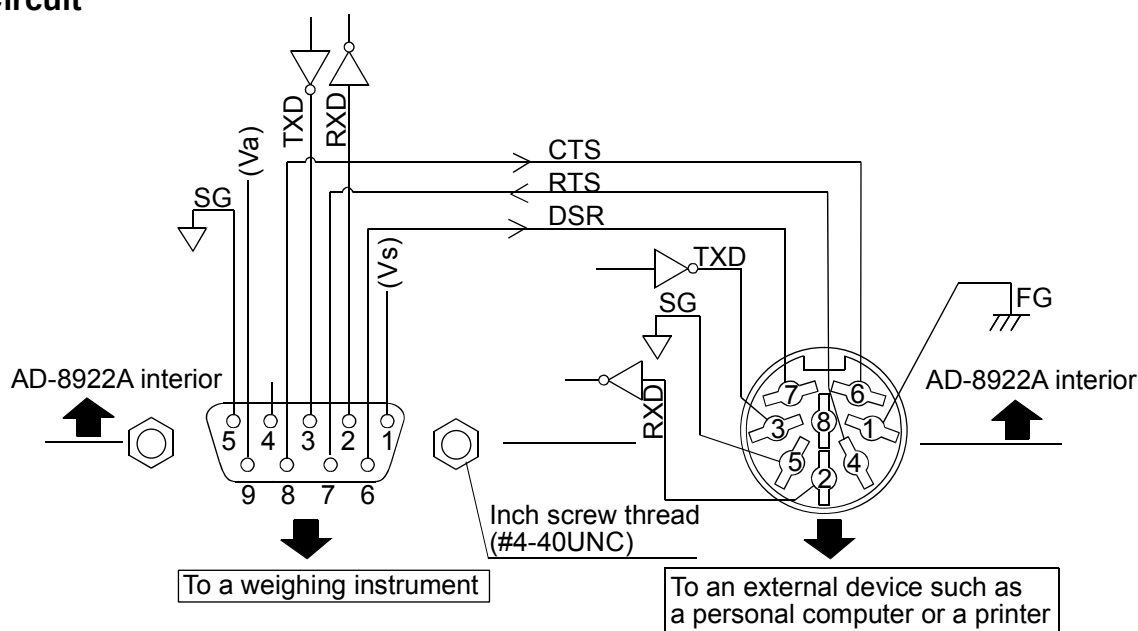 Circuit
TXD
RXD
(Va)
SG
CTS
RTS
DSR
(Vs)
TXD
SG
RXD
FG
AD-8922A interior
AD-8922A interior
5 4 3 2 1
9 8 7 6
7 6
3 8 1
5 4
2
Inch screw thread
(#4-40UNC)
To a weighing instrument
To an external device such as
a personal computer or a printer